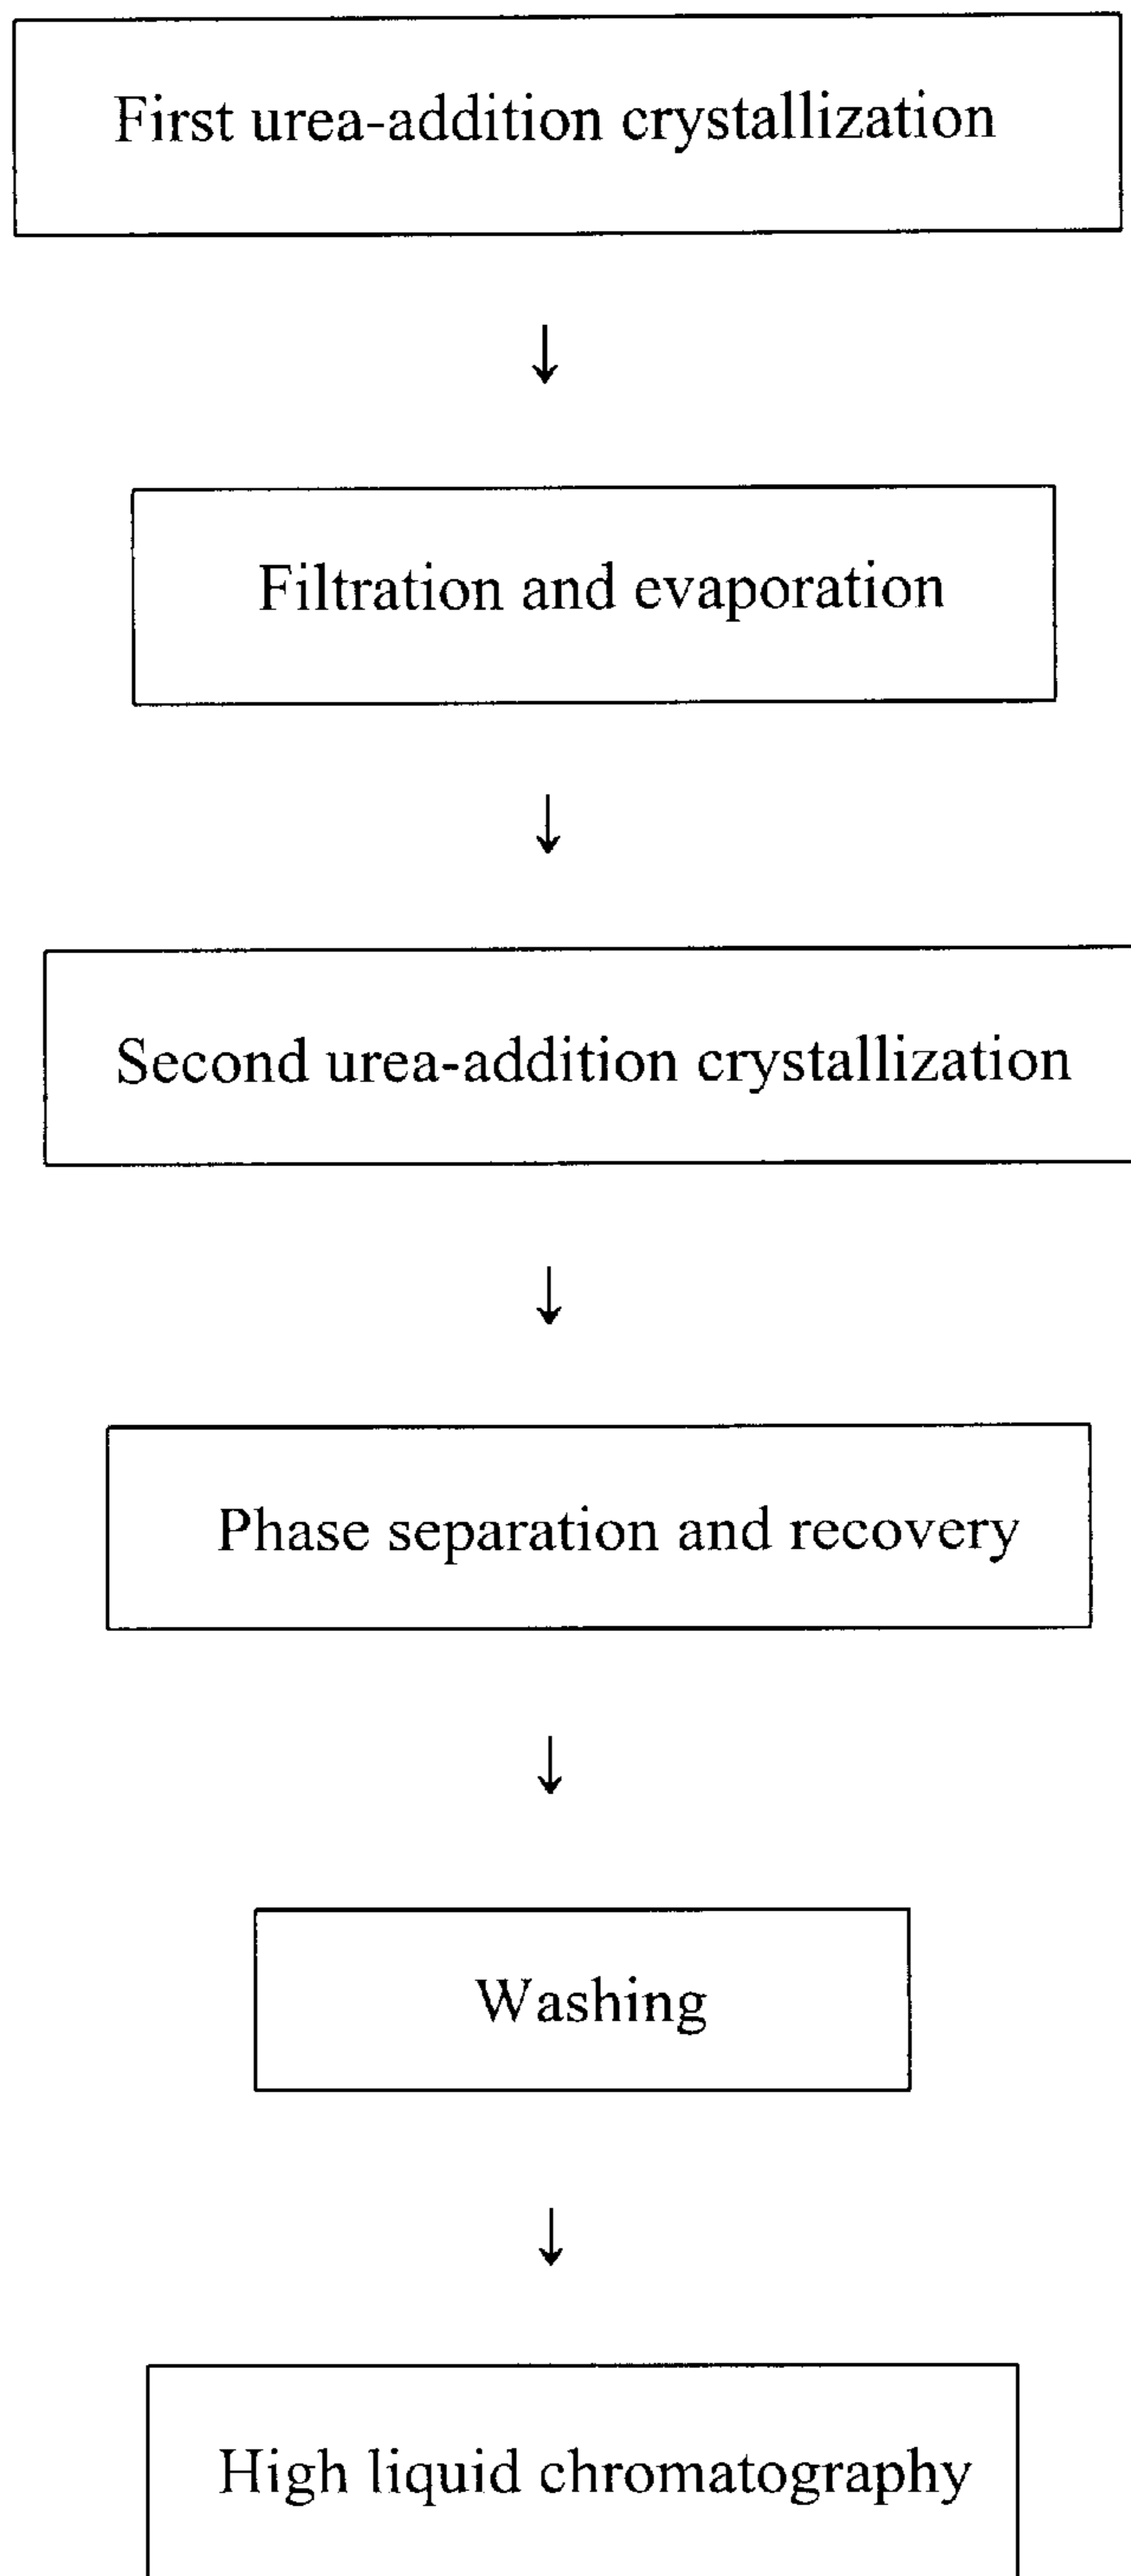 First urea-addition crystallization
↓
Filtration and evaporation
↓
Second urea-addition crystallization
↓
Phase separation and recovery
↓
Washing
↓
High liquid chromatography